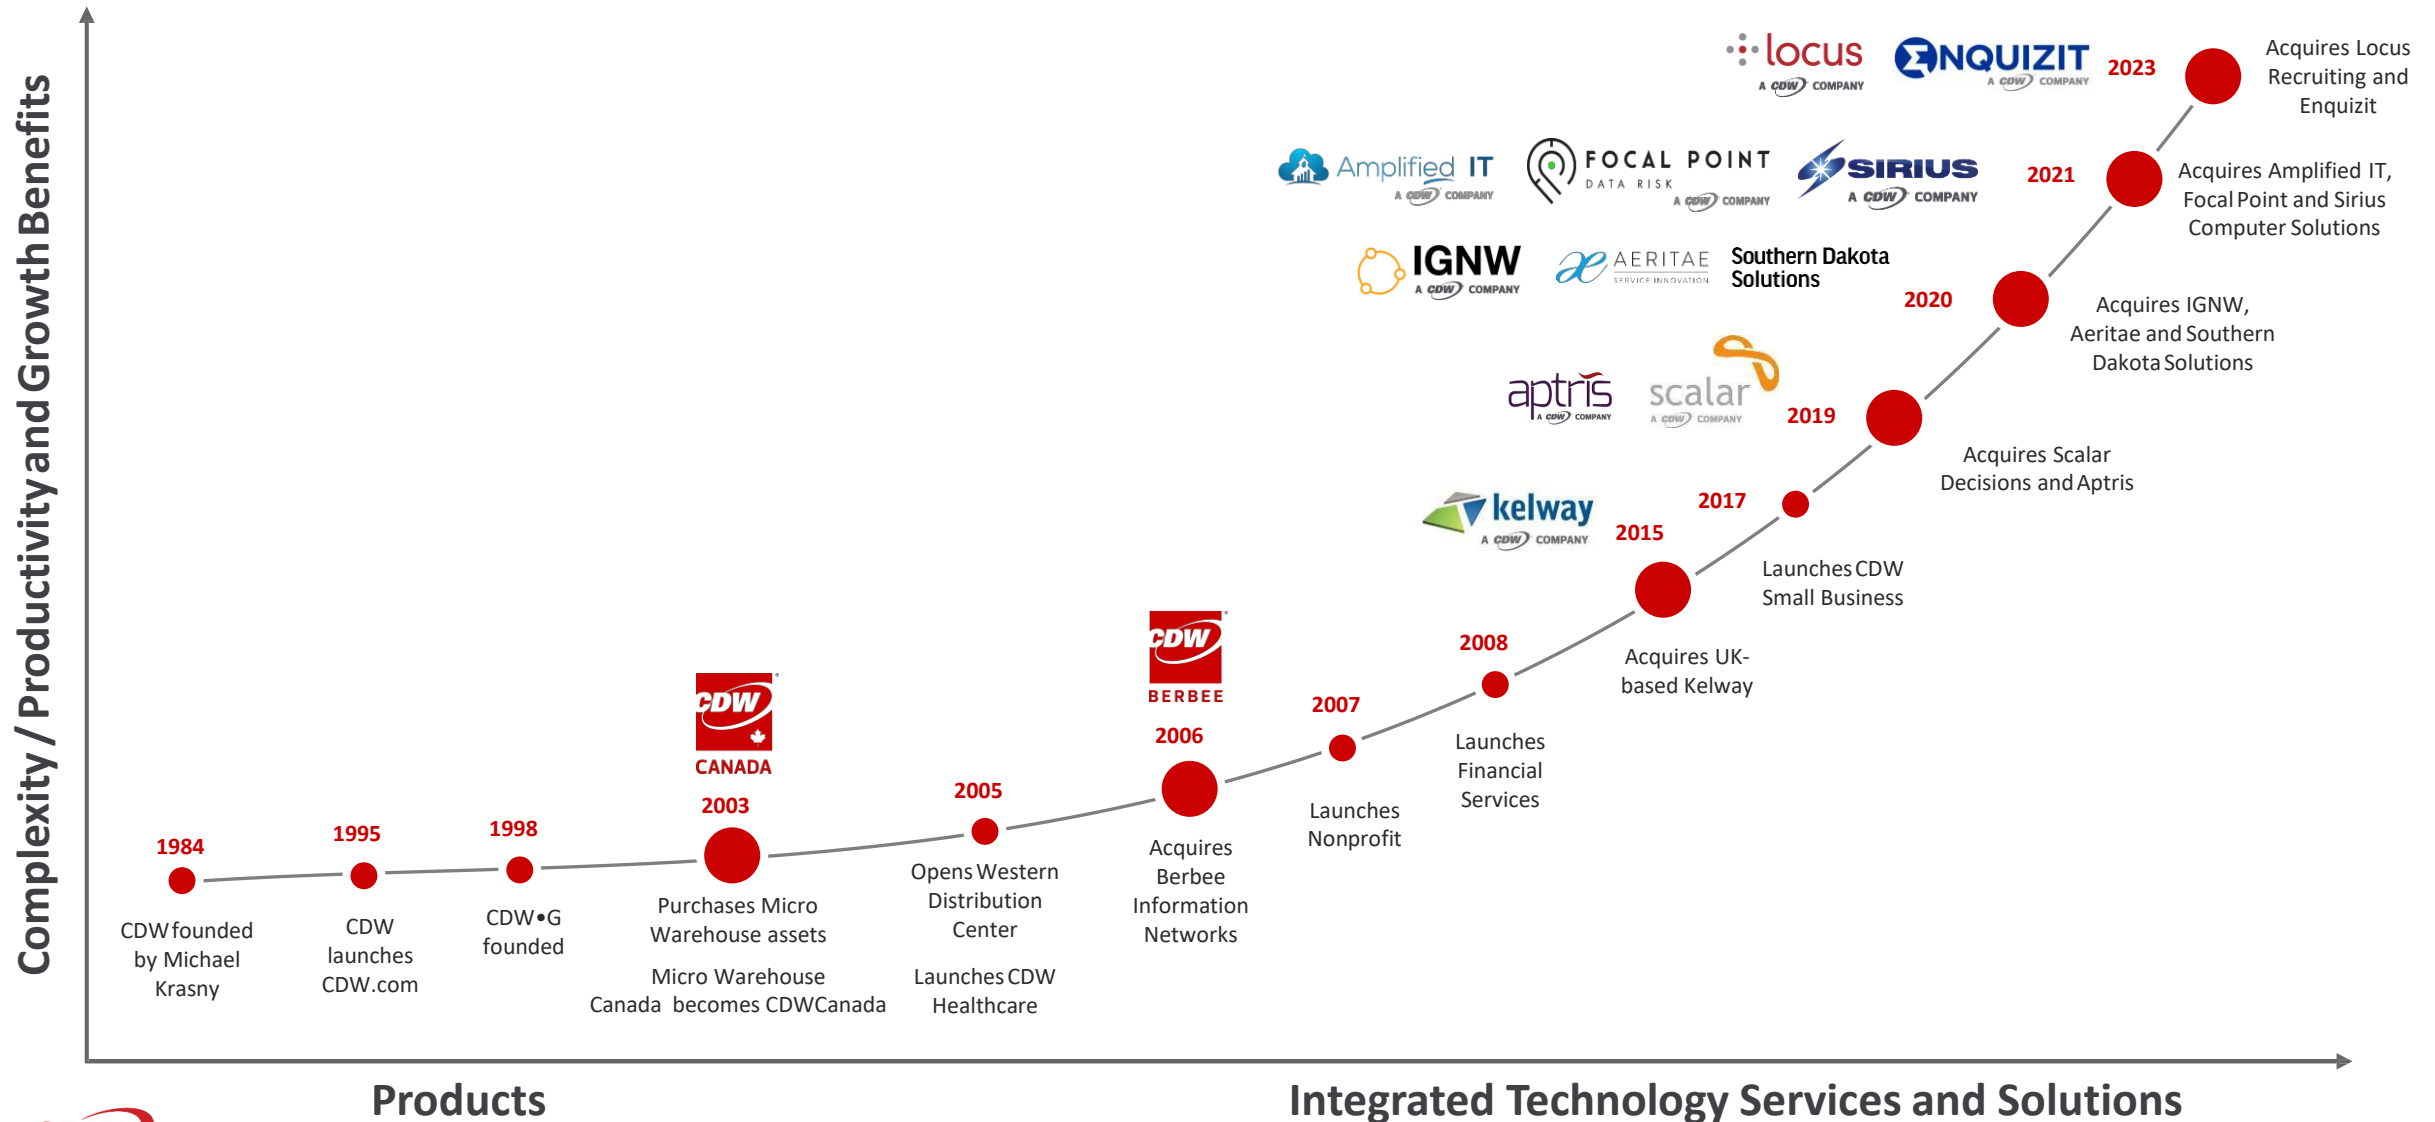 Complexity / Productivity and Growth Benefits
locus
A CDW COMPANY
ENQUIZIT
A CDW COMPANY
2023
Acquires Locus
Recruiting and
Enquizit
Amplified IT
A CDW COMPANY
FOCAL POINT
DATA RISK
A CDW COMPANY
SIRIUS
A CDW COMPANY
2021
Acquires Amplified IT,
Focal Point and Sirius
Computer Solutions
IGNW
A CDW COMPANY
AERITAE
SERVICE INNOVATION
Southern Dakota
Solutions
2020
Acquires IGNW,
Aeritae and Southern
Dakota Solutions
aptris
A CDW COMPANY
scalar
A CDW COMPANY
2019
Acquires Scalar
Decisions and Aptris
kelway
A CDW COMPANY
2017
Launches CDW
Small Business
2015
Acquires UK-
based Kelway
2008
Launches
Financial
Services
2007
Launches
Nonprofit
CDW
BERBEE
2006
Acquires
Berbee
Information
Networks
2005
Opens Western
Distribution
Center
Launches CDW
Healthcare
CDW
CANADA
2003
Purchases Micro
Warehouse assets
Micro Warehouse
Canada becomes CDWCanada
1998
CDW•G
founded
1995
CDW
launches
CDW.com
1984
CDW founded
by Michael
Krasny
Products
Integrated Technology Services and Solutions